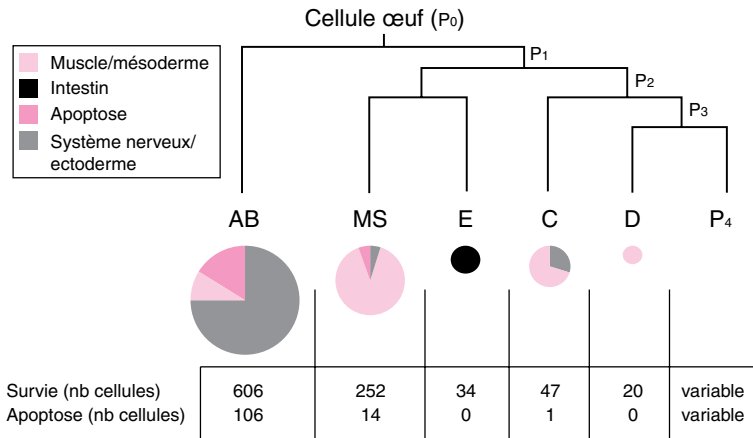 Cellule œuf (P0)
Muscle/mésoderme
Intestin
Apoptose
Système nerveux/
ectoderme
P1
P2
P3
AB MS E C D P4
Survie (nb cellules) 606 252 34 47 20 variable
Apoptose (nb cellules) 106 14 0 1 0 variable